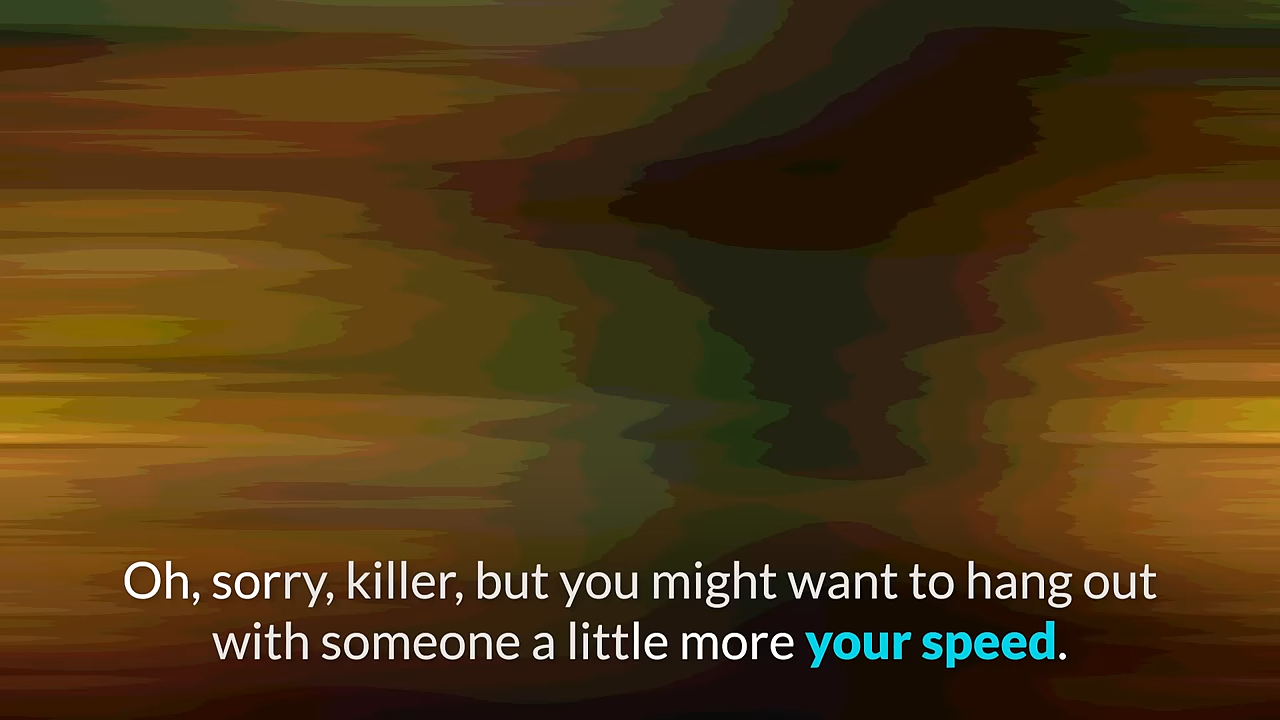 Oh, sorry, killer, but you might want to hang out
with someone a little more your speed.